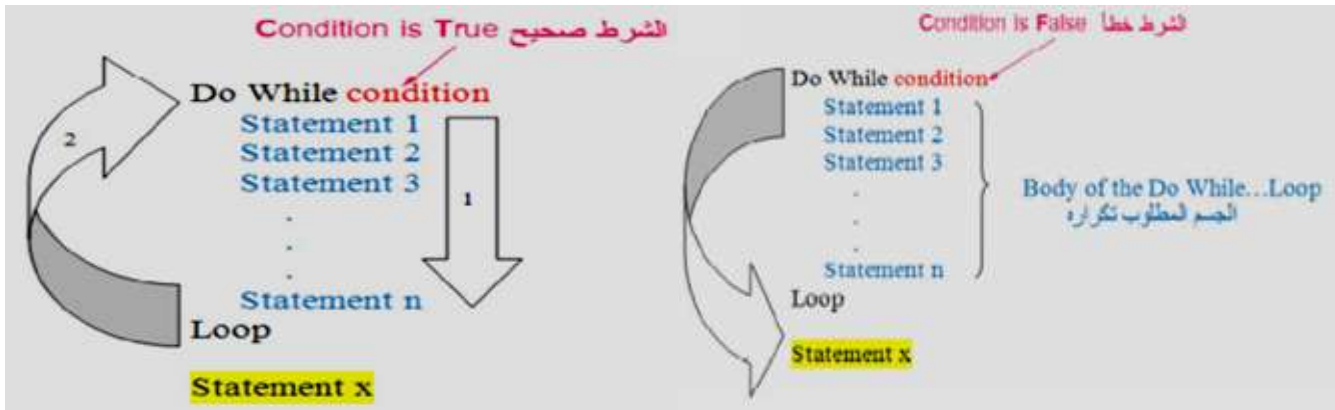 Condition is True الشرط صحيح
Do While condition
Statement 1
Statement 2
Statement 3
.
.
.
Statement n
Loop
Statement x
2
1
Condition is False الشرط خطأ
Do While condition
Statement 1
Statement 2
Statement 3
.
.
.
Statement n
Loop
Statement x
Body of the Do While...Loop
الجسم المطلوب تكراره